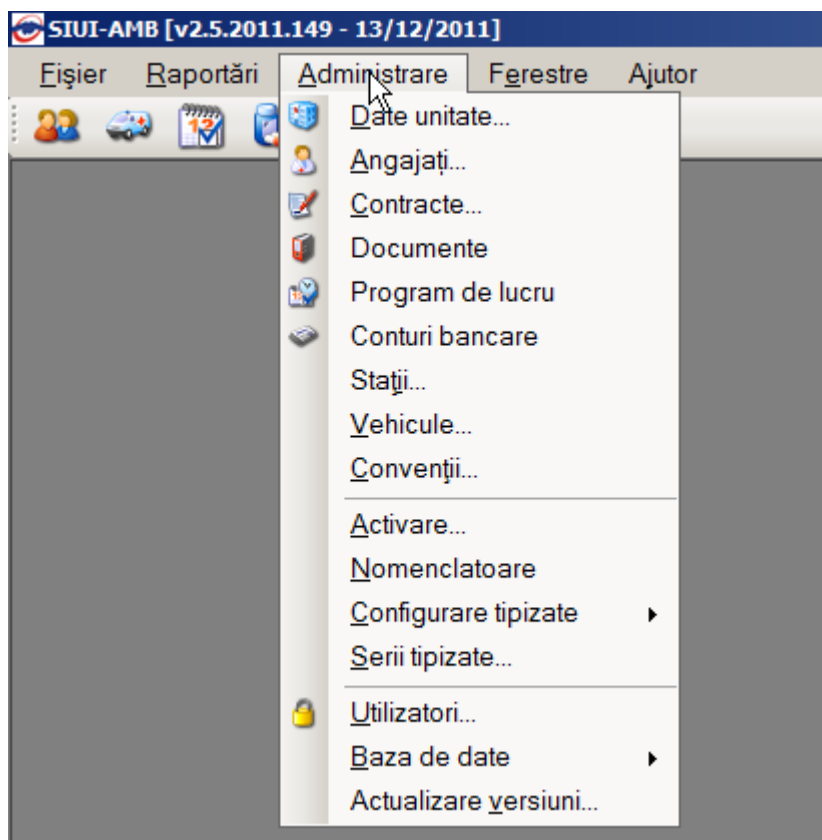 SIUI-AMB [v2.5.2011.149 - 13/12/2011]
Fişier Raportări Administrare Ferestre Ajutor
12
Date unitate...
Angajați...
Contracte...
Documente
Program de lucru
Conturi bancare
Staţii...
Vehicule...
Convenţii...
Activare...
Nomenclatoare
Configurare tipizate
Serii tipizate...
Utilizatori...
Baza de date
Actualizare versiuni...